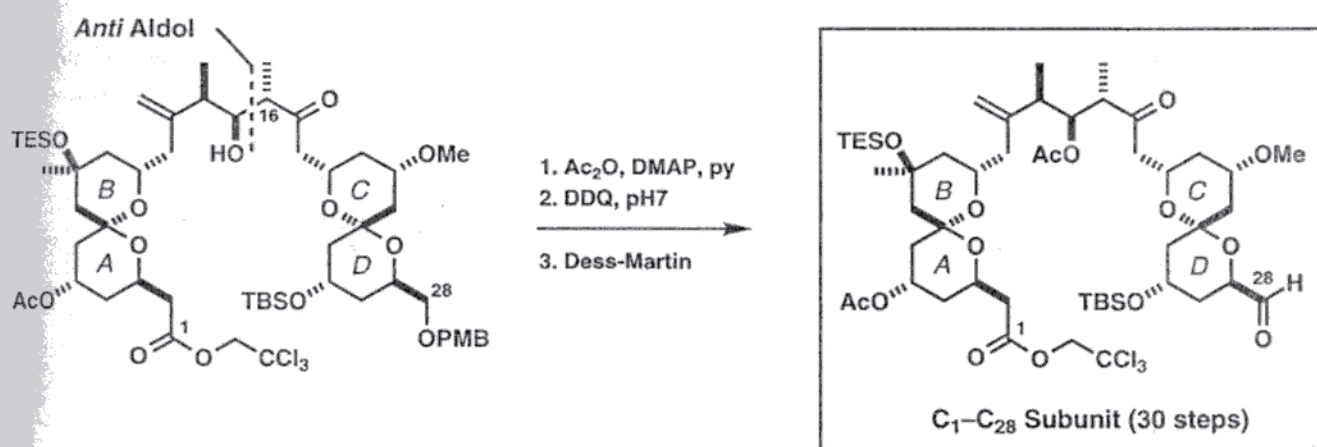 Anti Aldol
O
16
HO
TESO
OMe
B
O
C
O
O
A
O
D
AcO
TBSO
28
OPMB
1
O
O
CCl3
1. Ac2O, DMAP, py
2. DDQ, pH7
3. Dess-Martin
O
AcO
TESO
OMe
B
O
C
O
O
A
O
D
28
H
AcO
TBSO
O
1
O
O
CCl3
C1–C28 Subunit (30 steps)